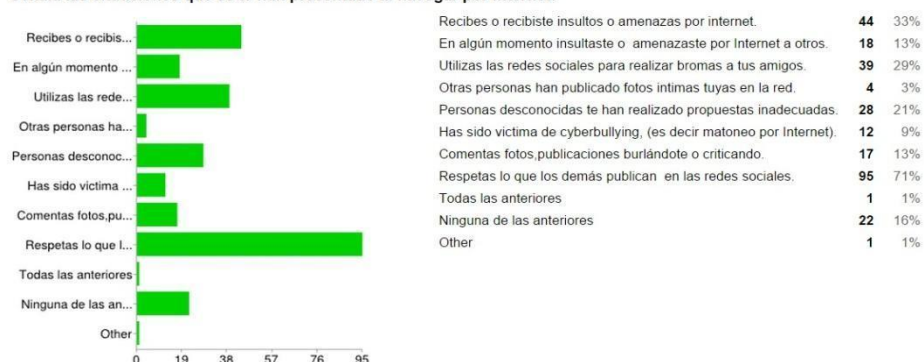 Recibes o recibis...
En algún momento ...
Utilizas las rede...
Otras personas ha...
Personas desconoc...
Has sido victima ...
Comentas fotos,pu...
Respetas lo que l...
Todas las anteriores
Ninguna de las an...
Other
0 19 38 57 76 95
Recibes o recibiste insultos o amenazas por internet. 44 33%
En algún momento insultaste o amenazaste por Internet a otros. 18 13%
Utilizas las redes sociales para realizar bromas a tus amigos. 39 29%
Otras personas han publicado fotos intimas tuyas en la red. 4 3%
Personas desconocidas te han realizado propuestas inadecuadas. 28 21%
Has sido victima de cyberbullying, (es decir matoneo por Internet). 12 9%
Comentas fotos,publicaciones burlándote o criticando. 17 13%
Respetas lo que los demás publican en las redes sociales. 95 71%
Todas las anteriores 1 1%
Ninguna de las anteriores 22 16%
Other 1 1%